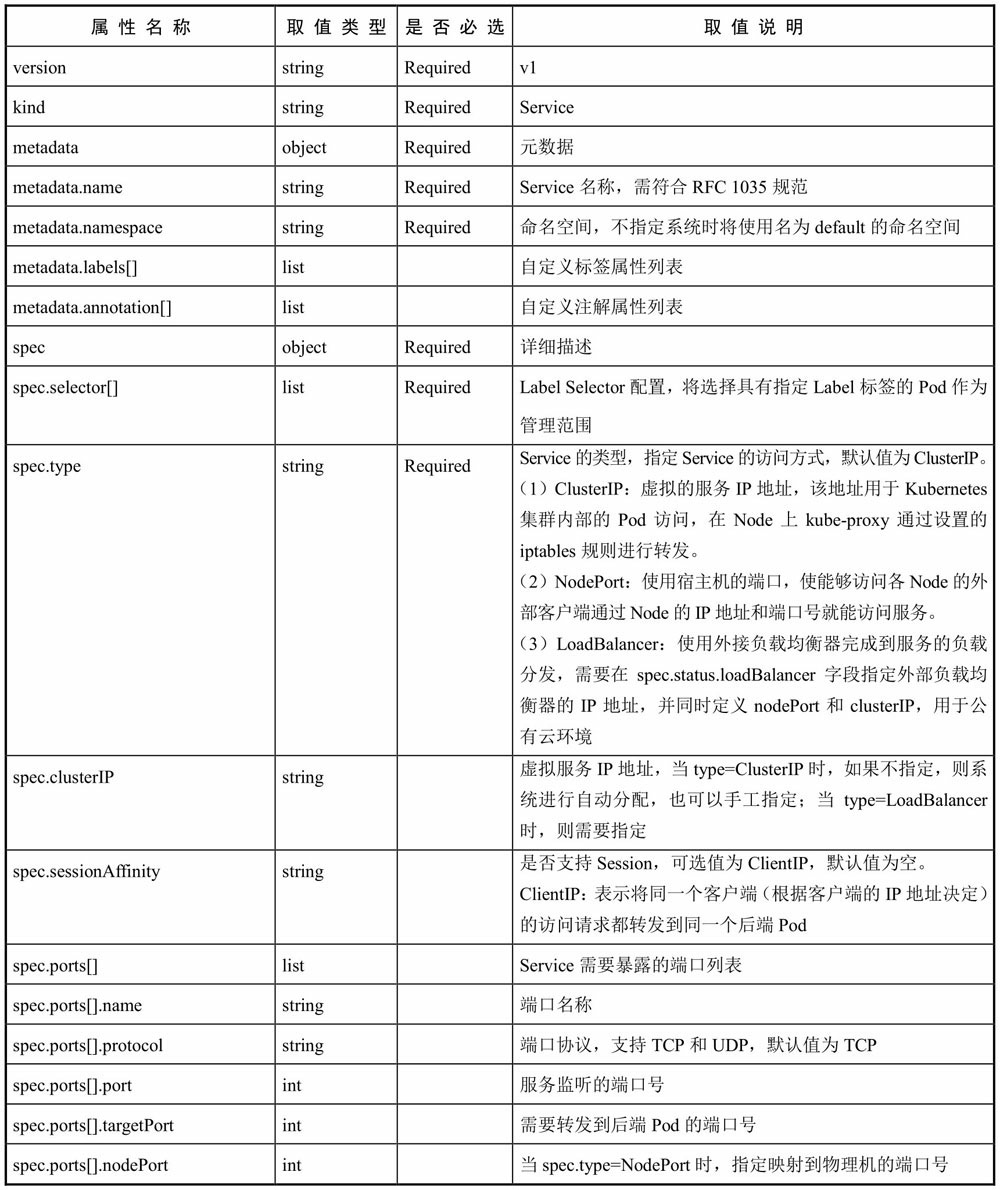 属性名称 取值类型 是否必选 取值说明
version string Required v1
kind string Required Service
metadata object Required 元数据
metadata.name string Required Service 名称，需符合 RFC 1035 规范
metadata.namespace string Required 命名空间，不指定系统时将使用名为 default 的命名空间
metadata.labels[] list 自定义标签属性列表
metadata.annotation[] list 自定义注解属性列表
spec object Required 详细描述
spec.selector[] list Required Label Selector 配置，将选择具有指定 Label 标签的 Pod 作为
管理范围
spec.type string Required Service 的类型，指定 Service 的访问方式，默认值为 ClusterIP。
（1）ClusterIP：虚拟的服务 IP 地址，该地址用于 Kubernetes
集群内部的 Pod 访问，在 Node 上 kube-proxy 通过设置的
iptables 规则进行转发。
（2）NodePort：使用宿主机的端口，使能够访问各 Node 的外
部客户端通过 Node 的 IP 地址和端口号就能访问服务。
（3）LoadBalancer：使用外接负载均衡器完成到服务的负载
分发，需要在 spec.status.loadBalancer 字段指定外部负载均
衡器的 IP 地址，并同时定义 nodePort 和 clusterIP，用于公
有云环境
spec.clusterIP string 虚拟服务 IP 地址，当 type=ClusterIP 时，如果不指定，则系
统进行自动分配，也可以手工指定；当 type=LoadBalancer
时，则需要指定
spec.sessionAffinity string 是否支持 Session，可选值为 ClientIP，默认值为空。
ClientIP：表示将同一个客户端（根据客户端的 IP 地址决定）
的访问请求都转发到同一个后端 Pod
spec.ports[] list Service 需要暴露的端口列表
spec.ports[].name string 端口名称
spec.ports[].protocol string 端口协议，支持 TCP 和 UDP，默认值为 TCP
spec.ports[].port int 服务监听的端口号
spec.ports[].targetPort int 需要转发到后端 Pod 的端口号
spec.ports[].nodePort int 当 spec.type=NodePort 时，指定映射到物理机的端口号